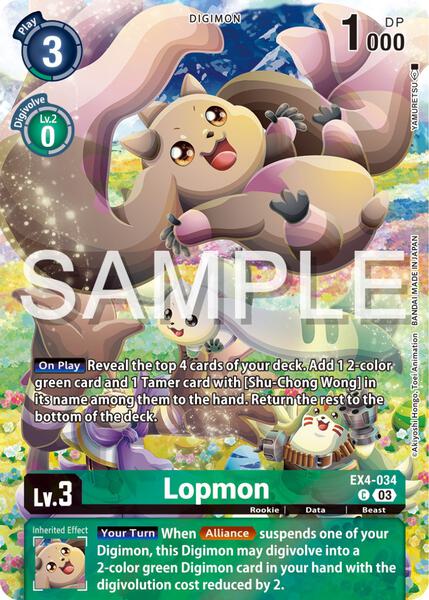 DIGIMON
Play
3
1000
DP
Digivolve
Lv.2
0
YAMURETSU
SAMPLE
©Akiyoshi Hongo, Toei Animation BANDAI MADE IN JAPAN
On Play Reveal the top 4 cards of your deck. Add 1 2-color
green card and 1 Tamer card with [Shu-Chong Wong] in
its name among them to the hand. Return the rest to the
bottom of the deck.
EX4-034
Lv.3
Lopmon
C 03
Rookie Data Beast
Inherited Effect
Your Turn When Alliance suspends one of your
Digimon, this Digimon may digivolve into a
2-color green Digimon card in your hand with the
digivolution cost reduced by 2.